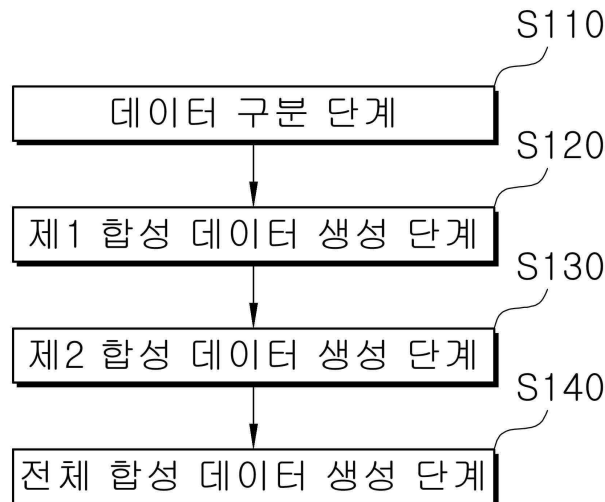 S110
데이터 구분 단계
S120
제1 합성 데이터 생성 단계
S130
제2 합성 데이터 생성 단계
S140
전체 합성 데이터 생성 단계